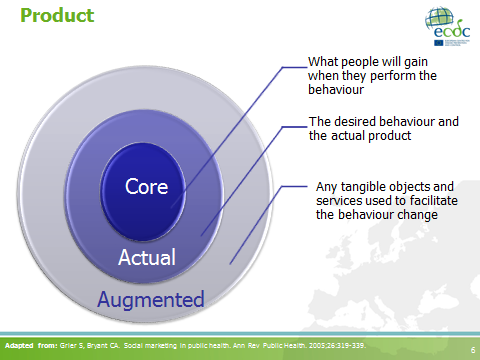 Product
ecdc
What people will gain
when they perform the
behaviour
The desired behaviour and
the actual product
Any tangible objects and
services used to facilitate
the behaviour change
Core
Actual
Augmented
Adapted from: Grier S, Bryant CA. Social marketing in public health. Ann Rev Public Health. 2005;26:319-339.
6